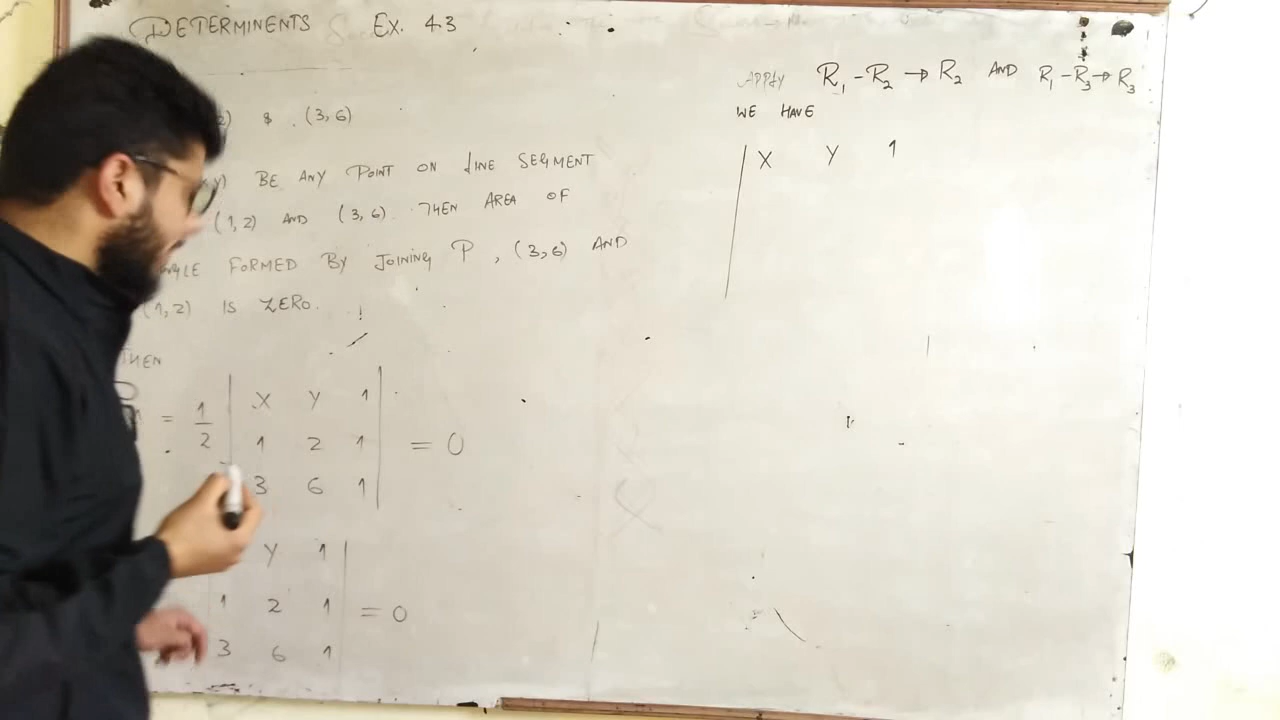 DETERMINENTS Ex. 4.3
2) & (3,6)
BE ANY POINT ON LINE SEGMENT
(1,2) AND (3,6). THEN AREA OF
FORMED BY JOINING P, (3,6) AND
(1,2) IS ZERO.
THEN
= 1/2 | X Y 1 |
1 2 1 = 0
3 6 1
Y 1
1 2 1 = 0
3 6 1
APPLY R₁ - R₂ → R₂ AND R₁ - R₃ → R₃
WE HAVE
| X Y 1